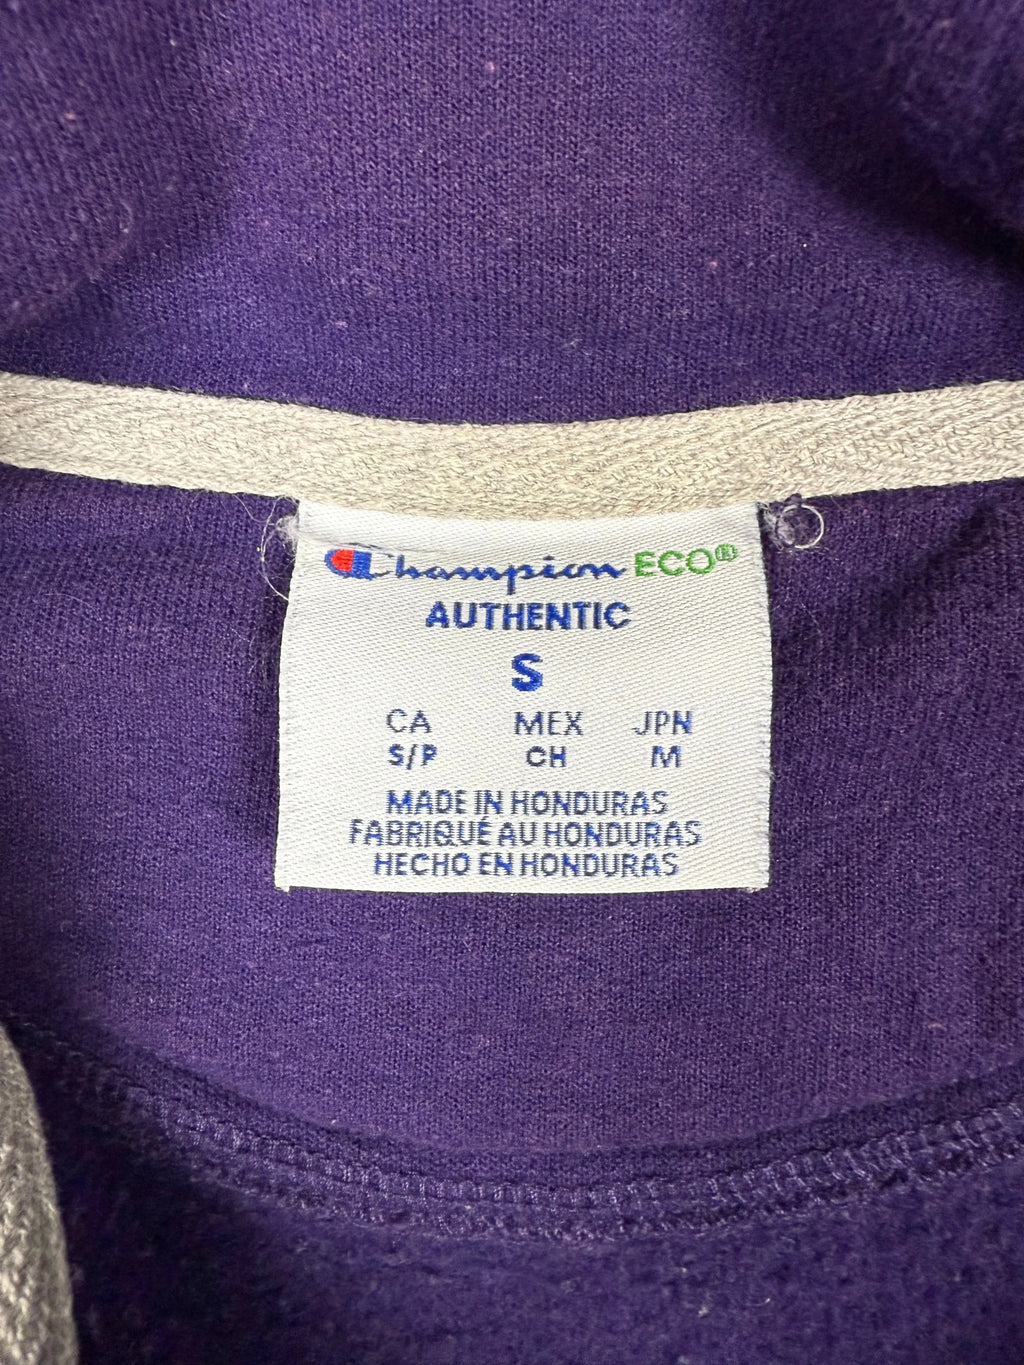 Champion ECO®
AUTHENTIC
S
CA MEX JPN
S/P CH M
MADE IN HONDURAS
FABRIQUÉ AU HONDURAS
HECHO EN HONDURAS